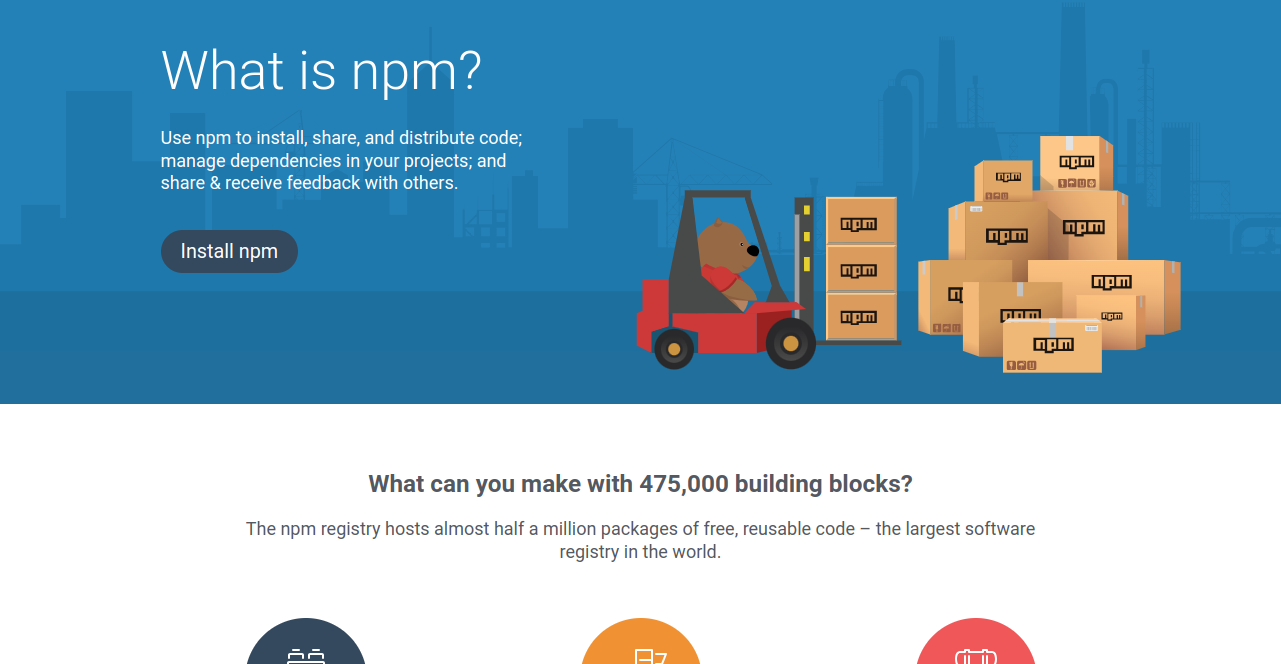 What is npm?
Use npm to install, share, and distribute code;
manage dependencies in your projects; and
share & receive feedback with others.
Install npm
npm
npm
npm
npm
npm
npm
npm
npm
npm
npm
npm
npm
What can you make with 475,000 building blocks?
The npm registry hosts almost half a million packages of free, reusable code – the largest software
registry in the world.